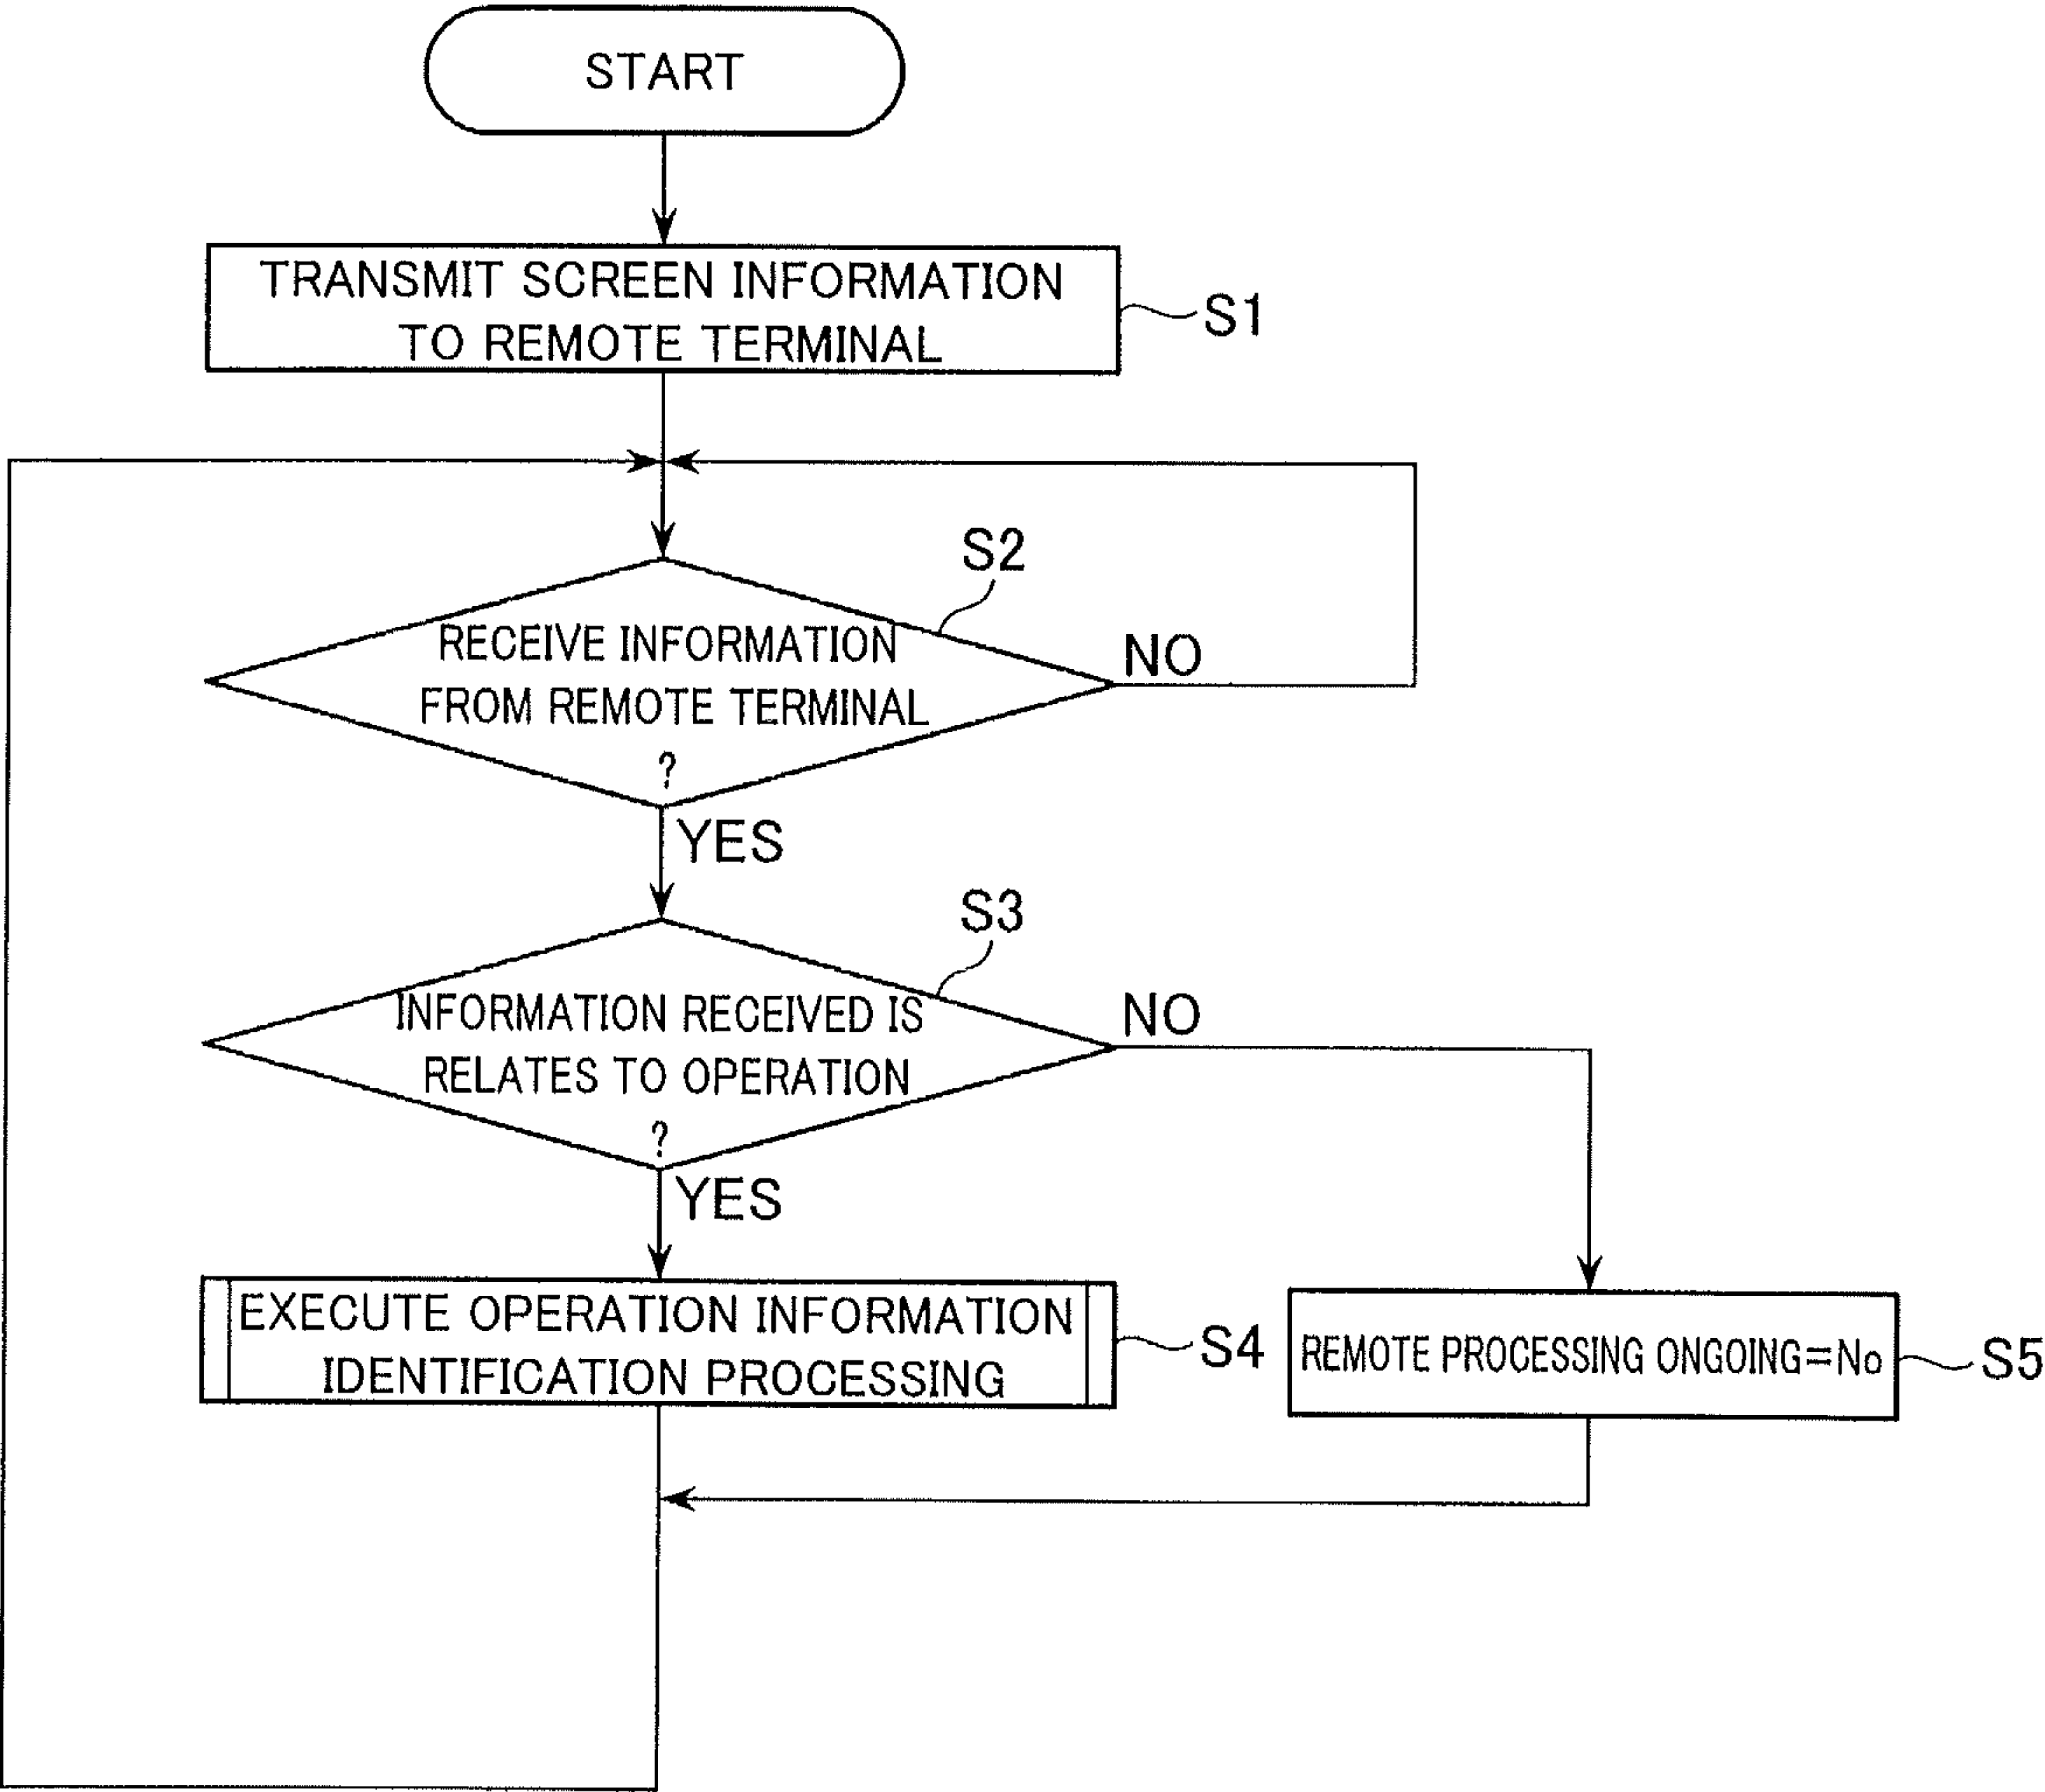 START
TRANSMIT SCREEN INFORMATION
TO REMOTE TERMINAL
S1
S2
RECEIVE INFORMATION
FROM REMOTE TERMINAL
?
NO
YES
S3
INFORMATION RECEIVED IS
RELATES TO OPERATION
?
NO
YES
EXECUTE OPERATION INFORMATION
IDENTIFICATION PROCESSING
S4
REMOTE PROCESSING ONGOING=No
S5